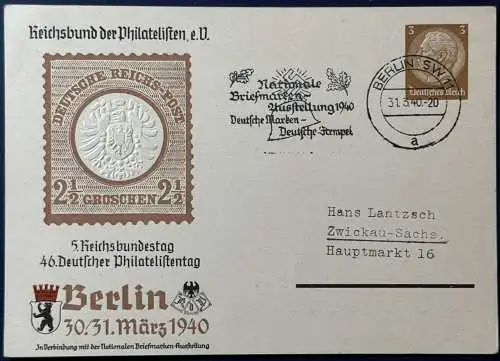 Reichsbund der Philatelisten, e.V.
DEUTSCHE REICHS-POST
2½ 2½
GROSCHEN
5. Reichsbundestag
46. Deutscher Philatelistentag
Berlin
30./31. März 1940
In Verbindung mit der Nationalen Briefmarken-Ausstellung
Nationale
Briefmarken-
Ausstellung 1940
Deutsche Marken-
Deutsche Stempel
BERLIN SW
31.3.40.-20
a
3 3
Deutsches Reich
Hans Lantzsch
Zwickau-Sachs.
Hauptmarkt 16